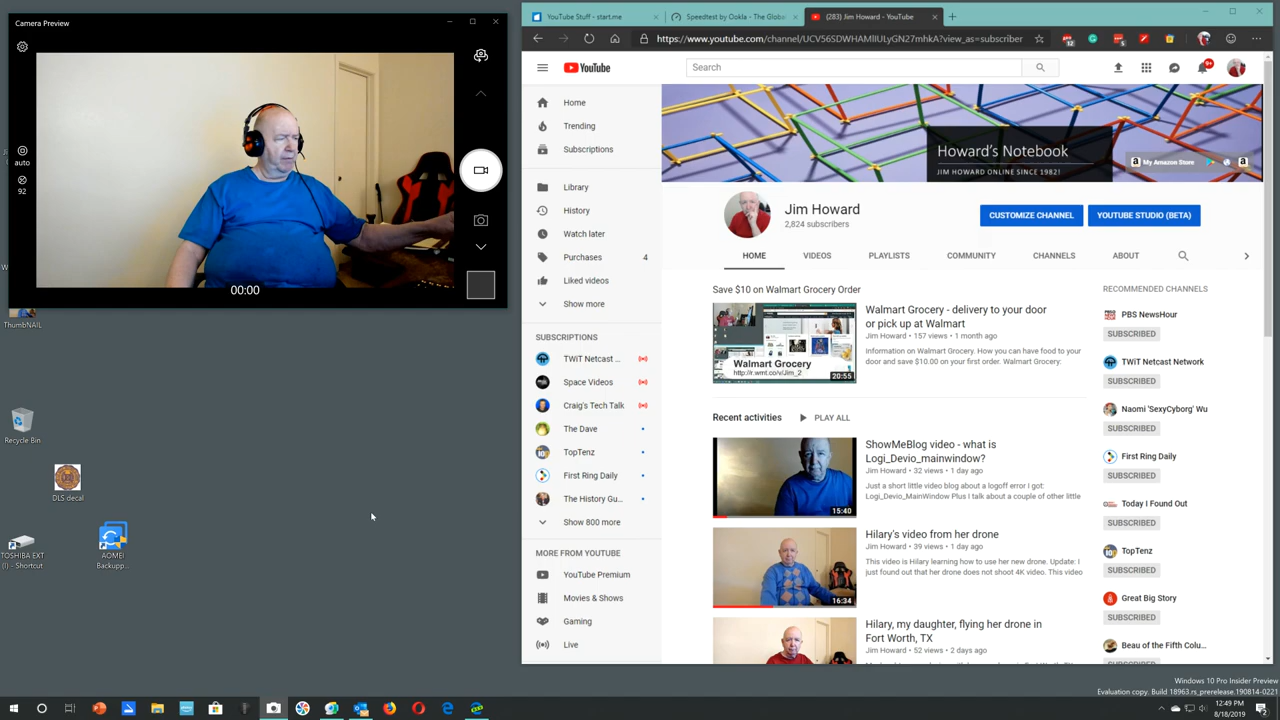 Camera Preview
auto
92
00:00
ThumbNAIL
Recycle Bin
DLS decal
TOSHIBA EXT
(I) - Shortcut
AOMEI
Backupp...
YouTube Stuff - start.me
Speedtest by Ookla - The Globa
(283) Jim Howard - YouTube
https://www.youtube.com/channel/UCV56SDWHAMlIULyGN27mhkA?view_as=subscriber
12
5
YouTube
Search
9+
Home
Trending
Subscriptions
Library
History
Watch later
Purchases 4
Liked videos
Show more
SUBSCRIPTIONS
TWiT Netcast ...
Space Videos
Craig's Tech Talk
The Dave
TopTenz
First Ring Daily
The History Gu...
Show 800 more
MORE FROM YOUTUBE
YouTube Premium
Movies & Shows
Gaming
Live
Howard's Notebook
JIM HOWARD ONLINE SINCE 1982!
My Amazon Store
Jim Howard
2,824 subscribers
CUSTOMIZE CHANNEL
YOUTUBE STUDIO (BETA)
HOME
VIDEOS
PLAYLISTS
COMMUNITY
CHANNELS
ABOUT
Save $10 on Walmart Grocery Order
Walmart Grocery
http://r.wmt.co/v/Jim_2
20:55
Walmart Grocery - delivery to your door
or pick up at Walmart
Jim Howard • 157 views • 1 month ago
Information on Walmart Grocery. How you can have food to your
door and save $10.00 on your first order. Walmart Grocery:
Recent activities
PLAY ALL
15:40
ShowMeBlog video - what is
Logi_Devio_mainwindow?
Jim Howard • 32 views • 1 day ago
Just a short little video blog about a logoff error I got:
Logi_Devio_MainWindow Plus I talk about a couple of other little
16:34
Hilary's video from her drone
Jim Howard • 39 views • 1 day ago
This video is Hilary learning how to use her new drone. Update: I
just found out that her drone does not shoot 4K video. This video
Hilary, my daughter, flying her drone in
Fort Worth, TX
Jim Howard • 52 views • 2 days ago
RECOMMENDED CHANNELS
PBS NewsHour
SUBSCRIBED
TWiT Netcast Network
SUBSCRIBED
Naomi 'SexyCyborg' Wu
SUBSCRIBED
First Ring Daily
SUBSCRIBED
Today I Found Out
SUBSCRIBED
TopTenz
SUBSCRIBED
Great Big Story
SUBSCRIBED
Beau of the Fifth Colu...
Windows 10 Pro Insider Preview
Evaluation copy. Build 18963.rs_prerelease.190814-0221
12:49 PM
8/18/2019
2